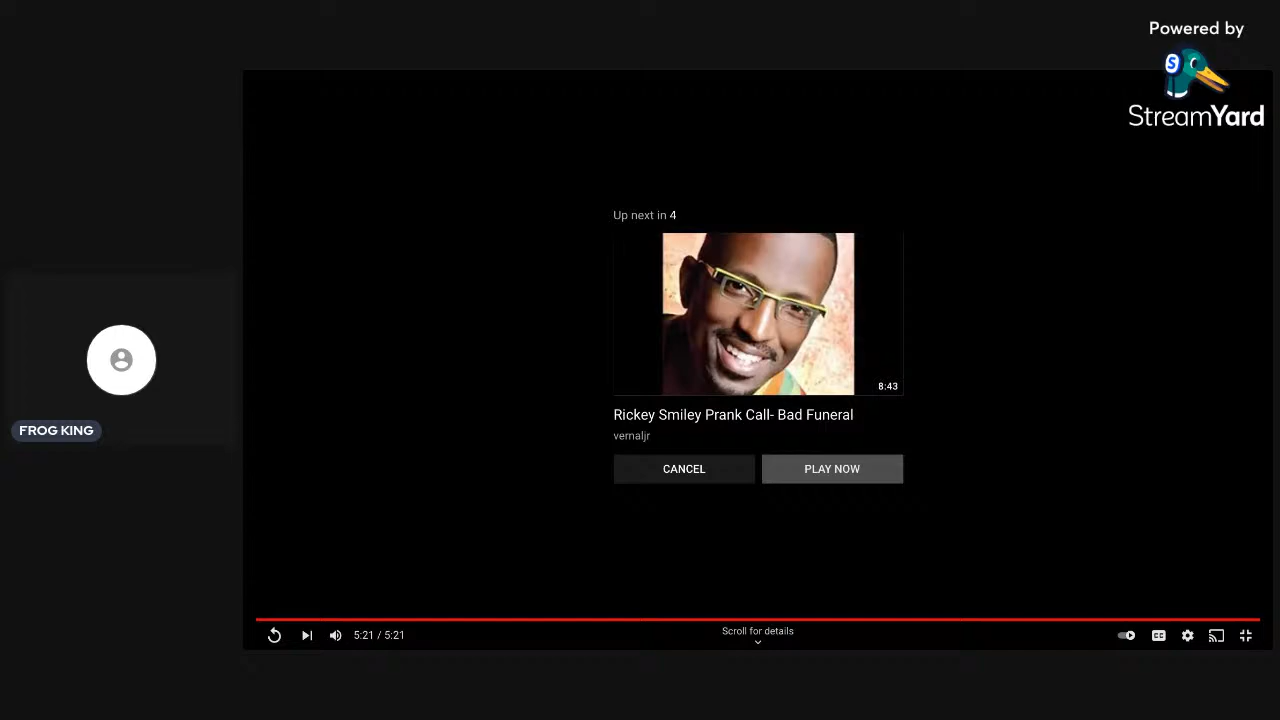 Powered by
S
StreamYard
Up next in 4
8:43
Rickey Smiley Prank Call- Bad Funeral
vernaljr
CANCEL
PLAY NOW
FROG KING
5:21 / 5:21
Scroll for details
CC